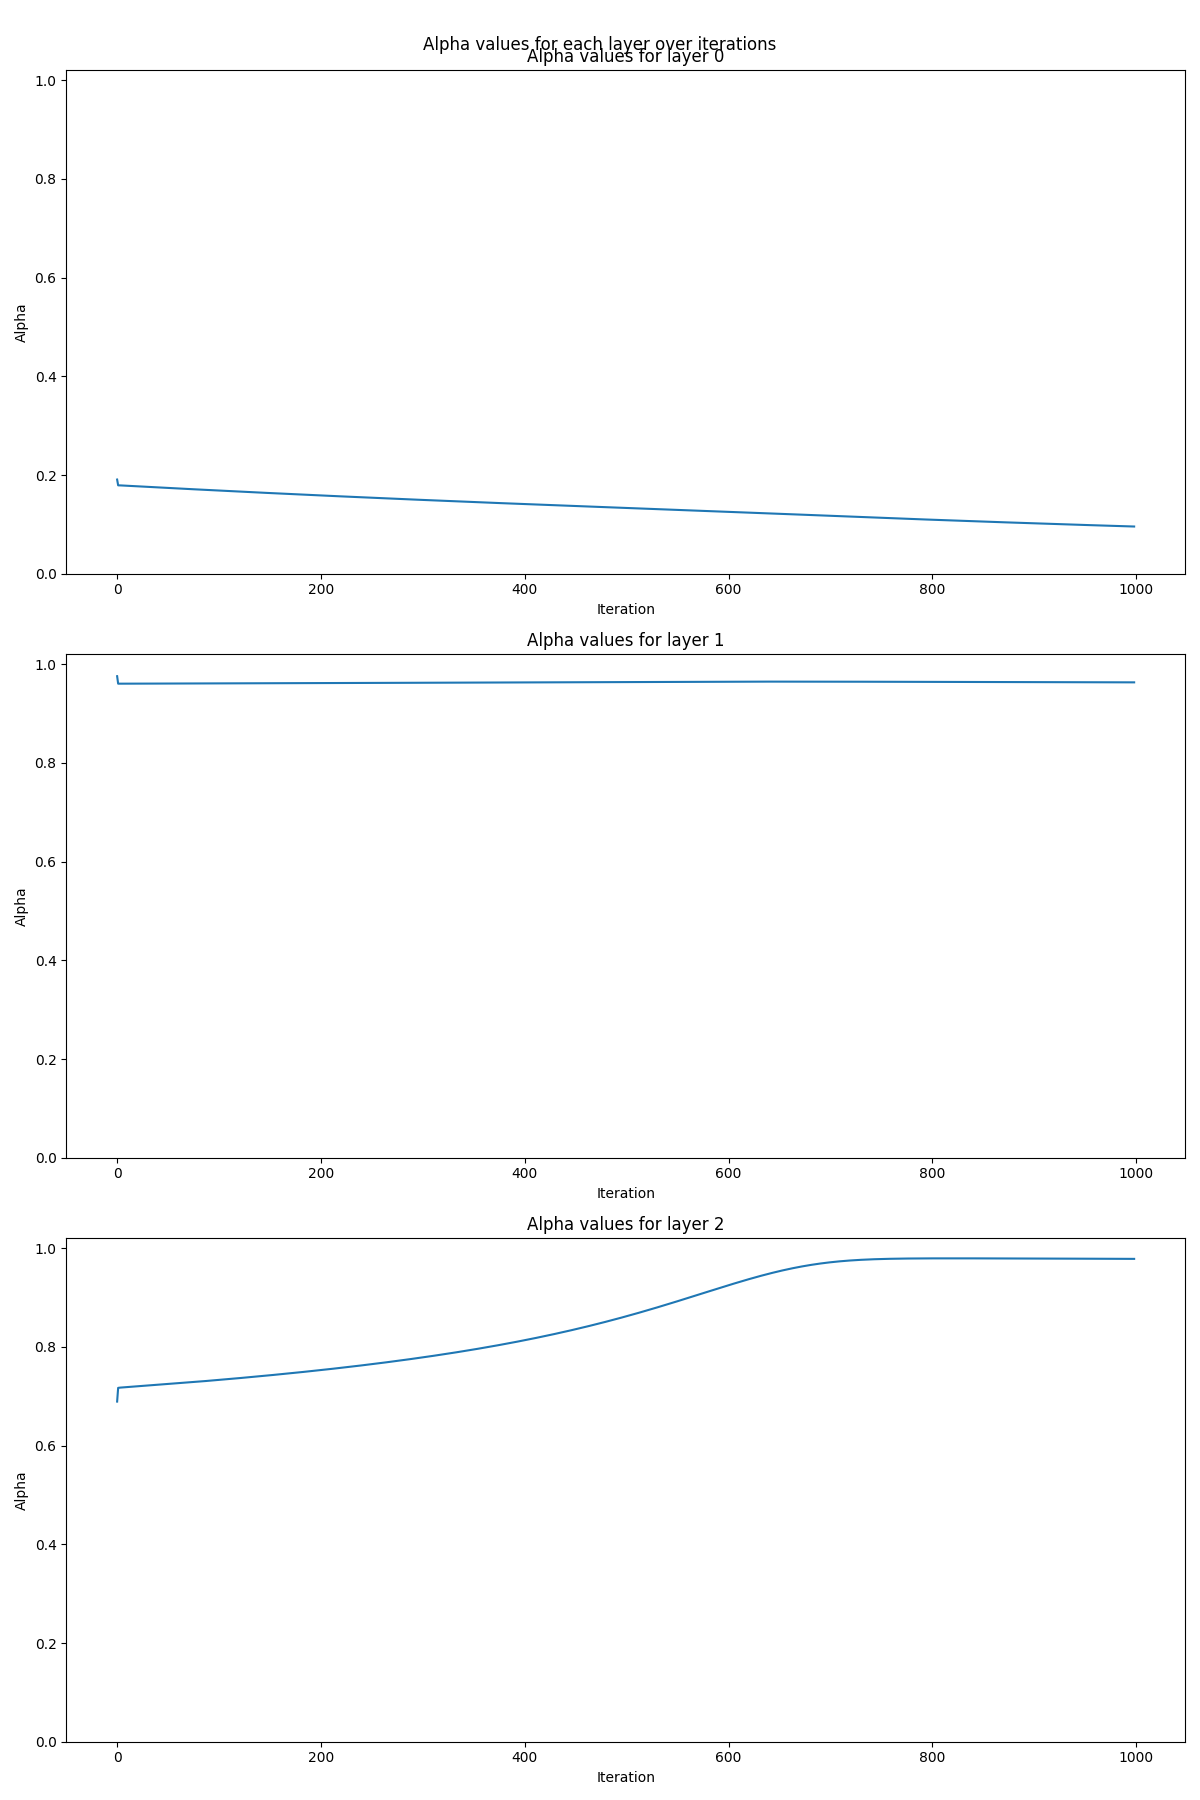 Alpha values for each layer over iterations
Alpha values for layer 0
1.0
0.8
0.6
0.4
0.2
0.0
Alpha
0 200 400 600 800 1000
Iteration
Alpha values for layer 1
1.0
0.8
0.6
0.4
0.2
0.0
Alpha
0 200 400 600 800 1000
Iteration
Alpha values for layer 2
1.0
0.8
0.6
0.4
0.2
0.0
Alpha
0 200 400 600 800 1000
Iteration